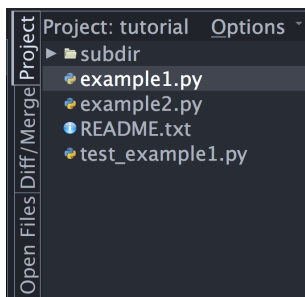 Project: tutorial Options
subdir
example1.py
example2.py
README.txt
test_example1.py
Project
Diff/Merge
Open Files